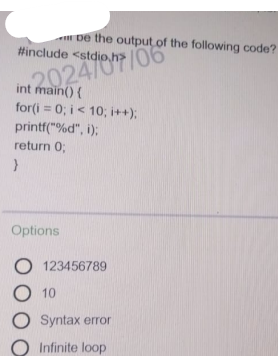 be the output of the following code?
#include <stdio.h>
2024/07/06
int main() {
for(i = 0; i < 10; i++);
printf("%d", i);
return 0;
}
Options
123456789
10
Syntax error
Infinite loop